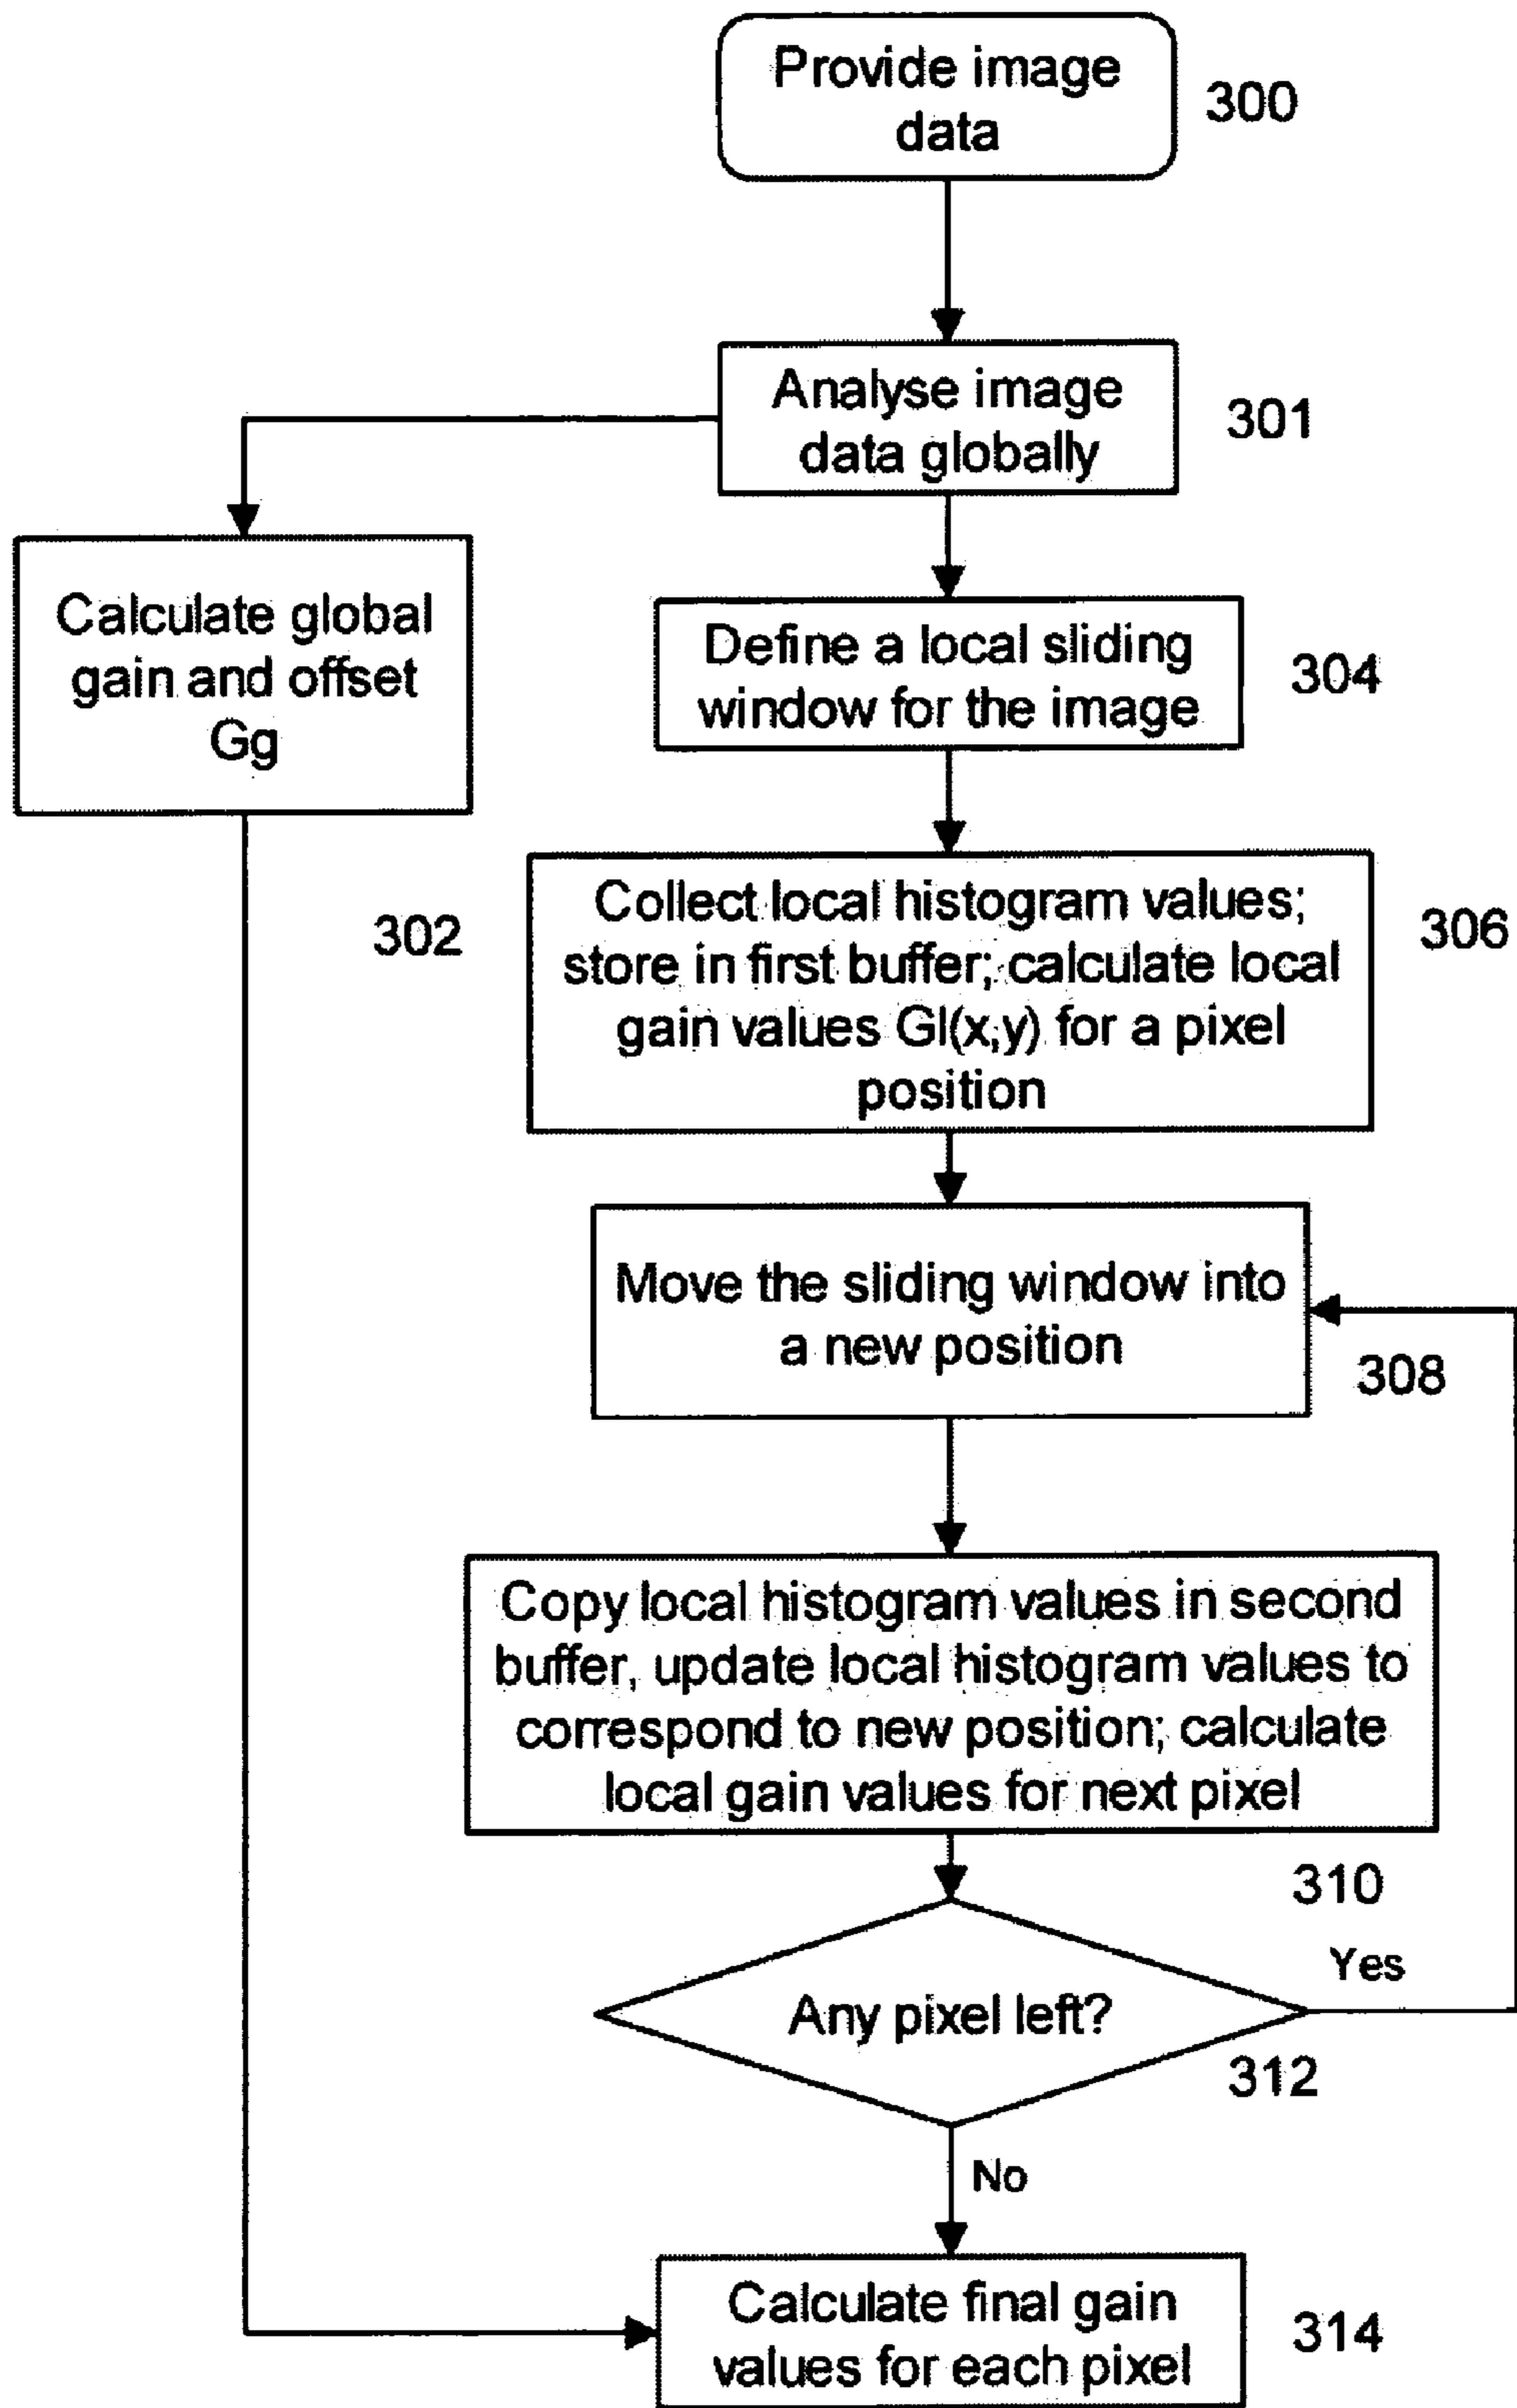 Provide image
data
300
Analyse image
data globally
301
Calculate global
gain and offset
Gg
302
Define a local sliding
window for the image
304
Collect local histogram values;
store in first buffer; calculate local
gain values Gl(x,y) for a pixel
position
306
Move the sliding window into
a new position
308
Copy local histogram values in second
buffer, update local histogram values to
correspond to new position; calculate
local gain values for next pixel
310
Any pixel left?
312
Yes
No
Calculate final gain
values for each pixel
314